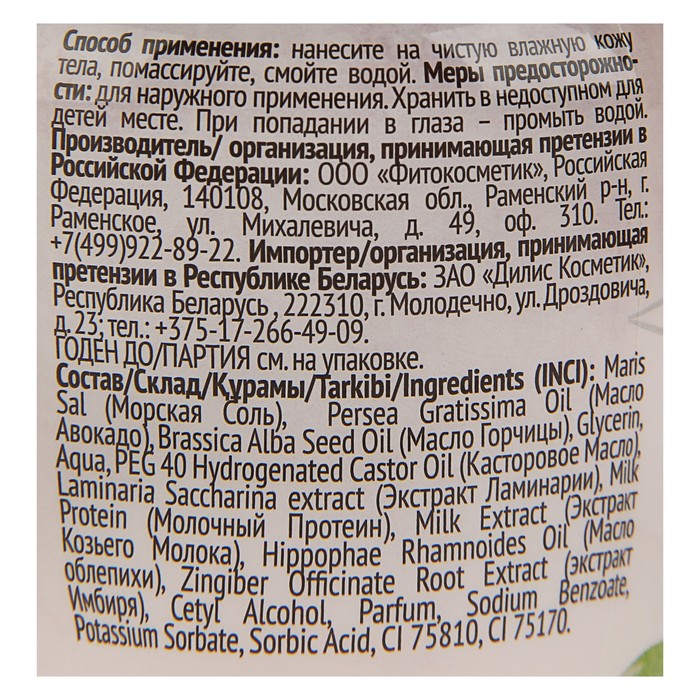 Способ применения: нанесите на чистую влажную кожу
тела, помассируйте, смойте водой. Меры предосторожно-
сти: для наружного применения. Хранить в недоступном для
детей месте. При попадании в глаза – промыть водой.
Производитель/ организация, принимающая претензии в
Российской Федерации: ООО «Фитокосметик», Российская
Федерация, 140108, Московская обл., Раменский р-н, г.
Раменское, ул. Михалевича, д. 49, оф. 310. Тел.:
+7(499)922-89-22. Импортер/организация, принимающая
претензии в Республике Беларусь: ЗАО «Дилис Косметик»,
Республика Беларусь, 222310, г. Молодечно, ул. Дроздовича,
д. 23; тел.: +375-17-266-49-09.
ГОДЕН ДО/ПАРТИЯ см. на упаковке.
Состав/Склад/Құрамы/Tarkibi/Ingredients (INCI): Maris
Sal (Морская Соль), Persea Gratissima Oil (Масло
Авокадо), Brassica Alba Seed Oil (Масло Горчицы), Glycerin,
Aqua, PEG 40 Hydrogenated Castor Oil (Касторовое Масло),
Laminaria Saccharina extract (Экстракт Ламинарии), Milk
Protein (Молочный Протеин), Milk Extract (Экстракт
Козьего Молока), Hippophae Rhamnoides Oil (Масло
облепихи), Zingiber Officinate Root Extract (экстракт
Имбиря), Cetyl Alcohol, Parfum, Sodium Benzoate,
Potassium Sorbate, Sorbic Acid, CI 75810, CI 75170.